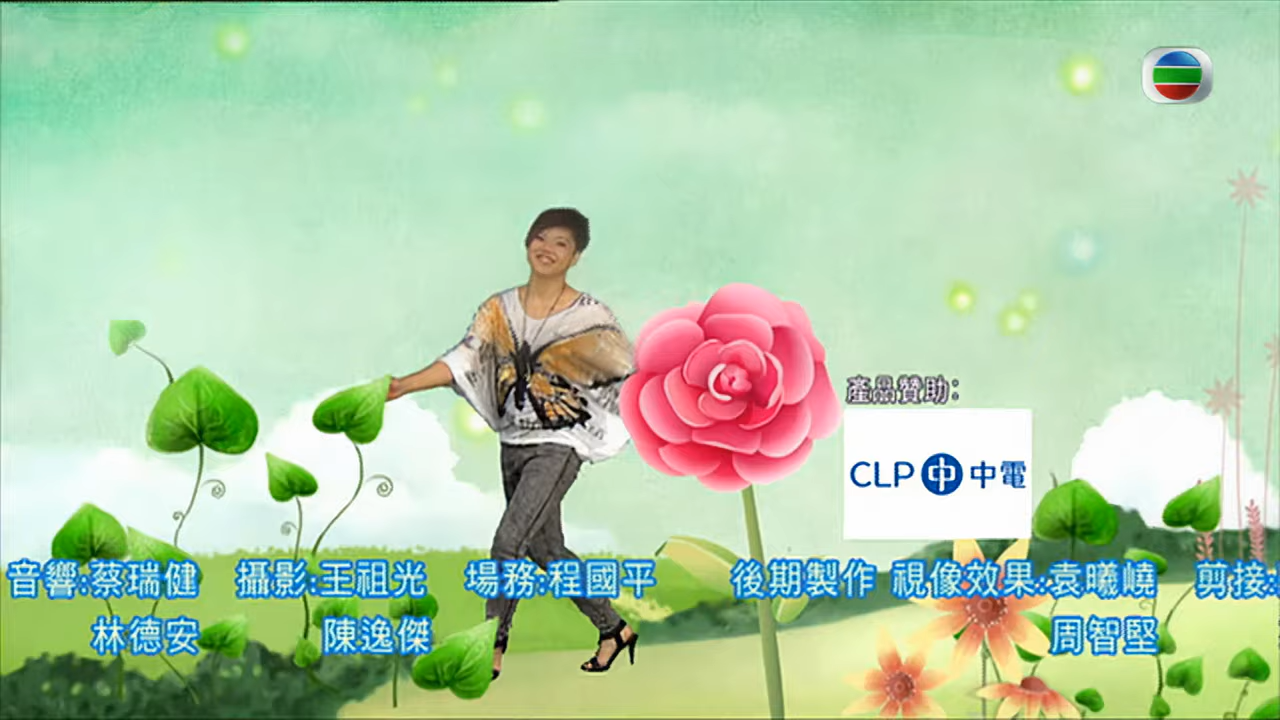 產品贊助:
CLP 中 中電
音響:蔡瑞健 攝影:王祖光 場務:程國平 後期製作 視像效果:袁曦嶢 剪接:
林德安 陳逸傑 周智堅